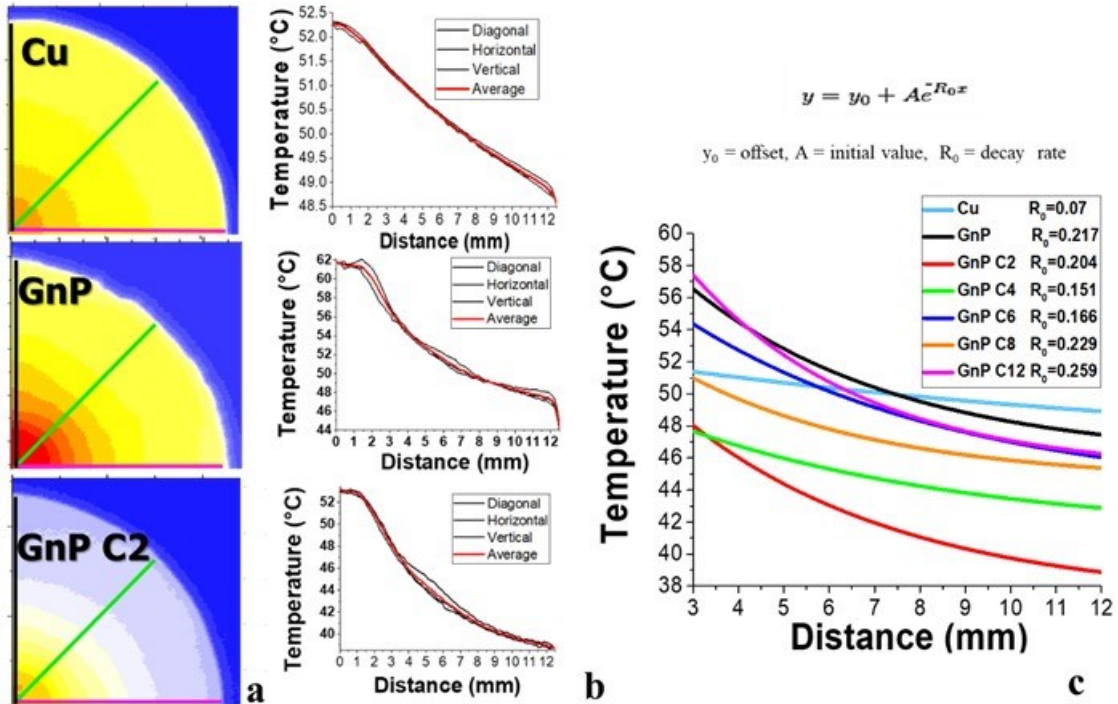 Cu
GnP
GnP C2
a
Temperature (°C)
52.5
52.0
51.5
51.0
50.5
50.0
49.5
49.0
48.5
0 1 2 3 4 5 6 7 8 9 10 11 12
Distance (mm)
Diagonal
Horizontal
Vertical
Average
Temperature (°C)
62
60
58
56
54
52
50
48
46
44
0 1 2 3 4 5 6 7 8 9 10 11 12
Distance (mm)
Diagonal
Horizontal
Vertical
Average
Temperature (°C)
52
50
48
46
44
42
40
0 1 2 3 4 5 6 7 8 9 10 11 12
Distance (mm)
Diagonal
Horizontal
Vertical
Average
b
y = y₀ + Ae^-R₀x
y₀ = offset, A = initial value, R₀ = decay rate
Cu R₀=0.07
GnP R₀=0.217
GnP C2 R₀=0.204
GnP C4 R₀=0.151
GnP C6 R₀=0.166
GnP C8 R₀=0.229
GnP C12 R₀=0.259
Temperature (°C)
60
58
56
54
52
50
48
46
44
42
40
38
3 4 5 6 7 8 9 10 11 12
Distance (mm)
c